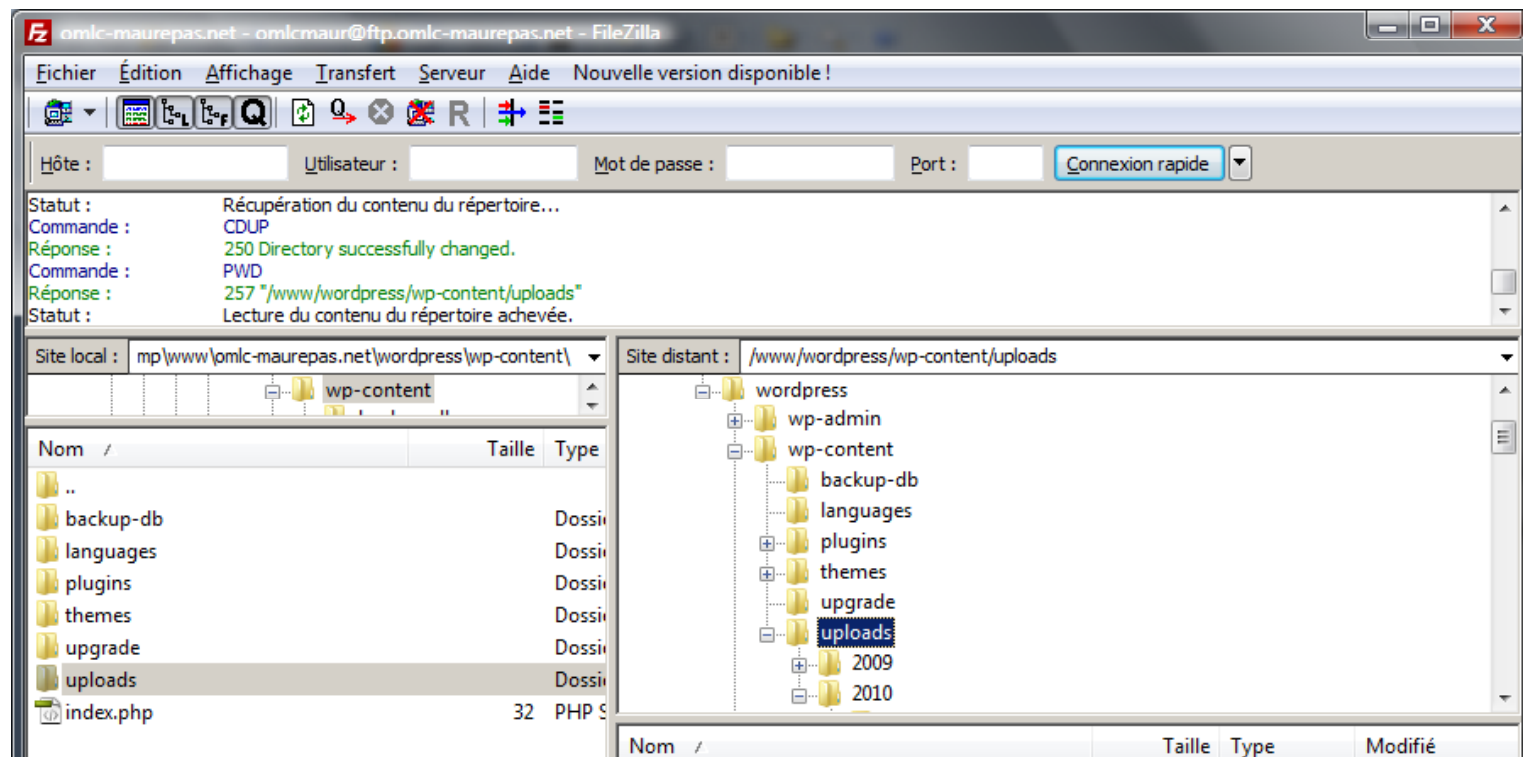 omlc-maurepas.net - omlcmaur@ftp.omlc-maurepas.net - FileZilla
Fichier Édition Affichage Transfert Serveur Aide Nouvelle version disponible !
Hôte : Utilisateur : Mot de passe : Port : Connexion rapide
Statut : Récupération du contenu du répertoire...
Commande : CDUP
Réponse : 250 Directory successfully changed.
Commande : PWD
Réponse : 257 "/www/wordpress/wp-content/uploads"
Statut : Lecture du contenu du répertoire achevée.
Site local : mp\www\omlc-maurepas.net\wordpress\wp-content\
wp-content
Nom Taille Type
..
backup-db Dossi
languages Dossi
plugins Dossi
themes Dossi
upgrade Dossi
uploads Dossi
index.php 32 PHP S
Site distant : /www/wordpress/wp-content/uploads
wordpress
wp-admin
wp-content
backup-db
languages
plugins
themes
upgrade
uploads
2009
2010
Nom Taille Type Modifié